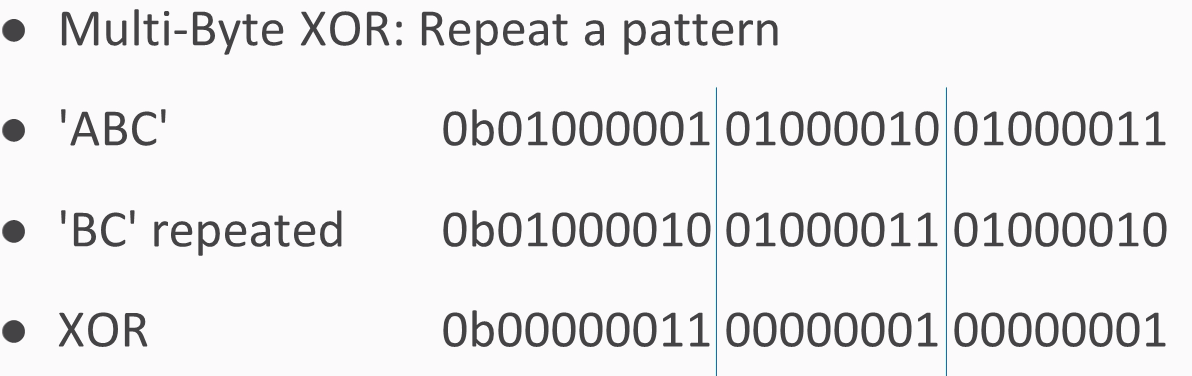 ● Multi-Byte XOR: Repeat a pattern
● 'ABC' 0b01000001 01000010 01000011
● 'BC' repeated 0b01000010 01000011 01000010
● XOR 0b00000011 00000001 00000001